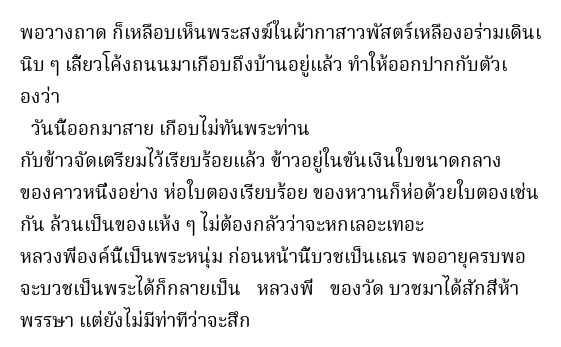 พอวางถาด ก็เหลือบเห็นพระสงฆ์ในผ้ากาสาวพัสตร์เหลืองอร่ามเดินเ
นิบ ๆ เลี้ยวโค้งถนนมาเกือบถึงบ้านอยู่แล้ว ทำให้ออกปากกับตัวเ
องว่า
วันนี้ออกมาสาย เกือบไม่ทันพระท่าน
กับข้าวจัดเตรียมไว้เรียบร้อยแล้ว ข้าวอยู่ในขันเงินใบขนาดกลาง
ของคาวหนึ่งอย่าง ห่อใบตองเรียบร้อย ของหวานก็ห่อด้วยใบตองเช่น
กัน ล้วนเป็นของแห้ง ๆ ไม่ต้องกลัวว่าจะหกเลอะเทอะ
หลวงพี่องค์นี้เป็นพระหนุ่ม ก่อนหน้านี้บวชเป็นเณร พออายุครบพอ
จะบวชเป็นพระได้ก็กลายเป็น หลวงพี่ ของวัด บวชมาได้สักสี่ห้า
พรรษา แต่ยังไม่มีท่าทีว่าจะสึก